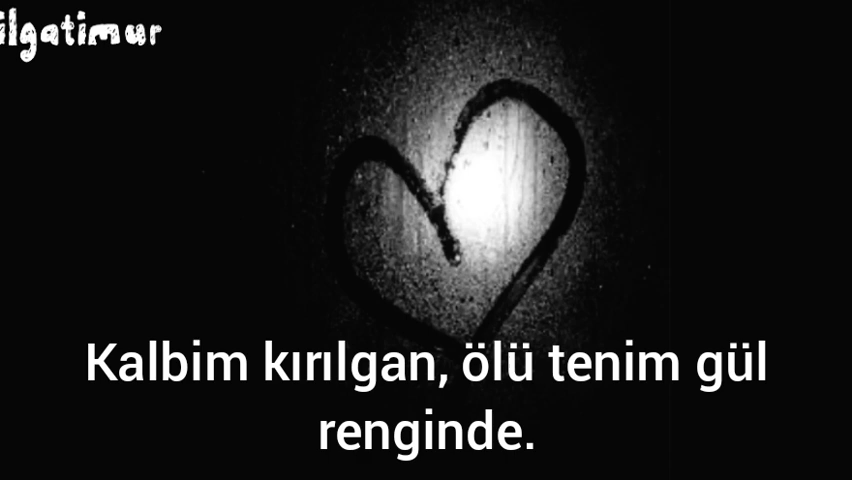 ilgatimur
Kalbim kırılgan, ölü tenim gül
renginde.